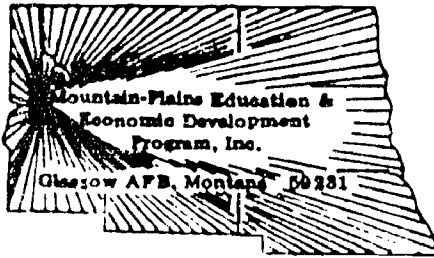 Mountain-Plains Education &
Economic Development
Program, Inc.
Glasgow AFB, Montana 59231